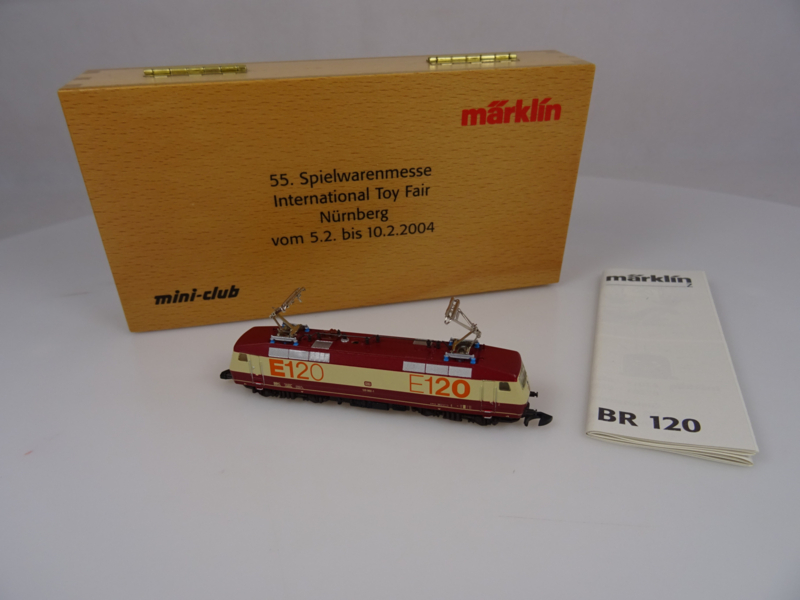 märklin
55. Spielwarenmesse
International Toy Fair
Nürnberg
vom 5.2. bis 10.2.2004
mini-club
E120
E120
märklin
Z
BR 120